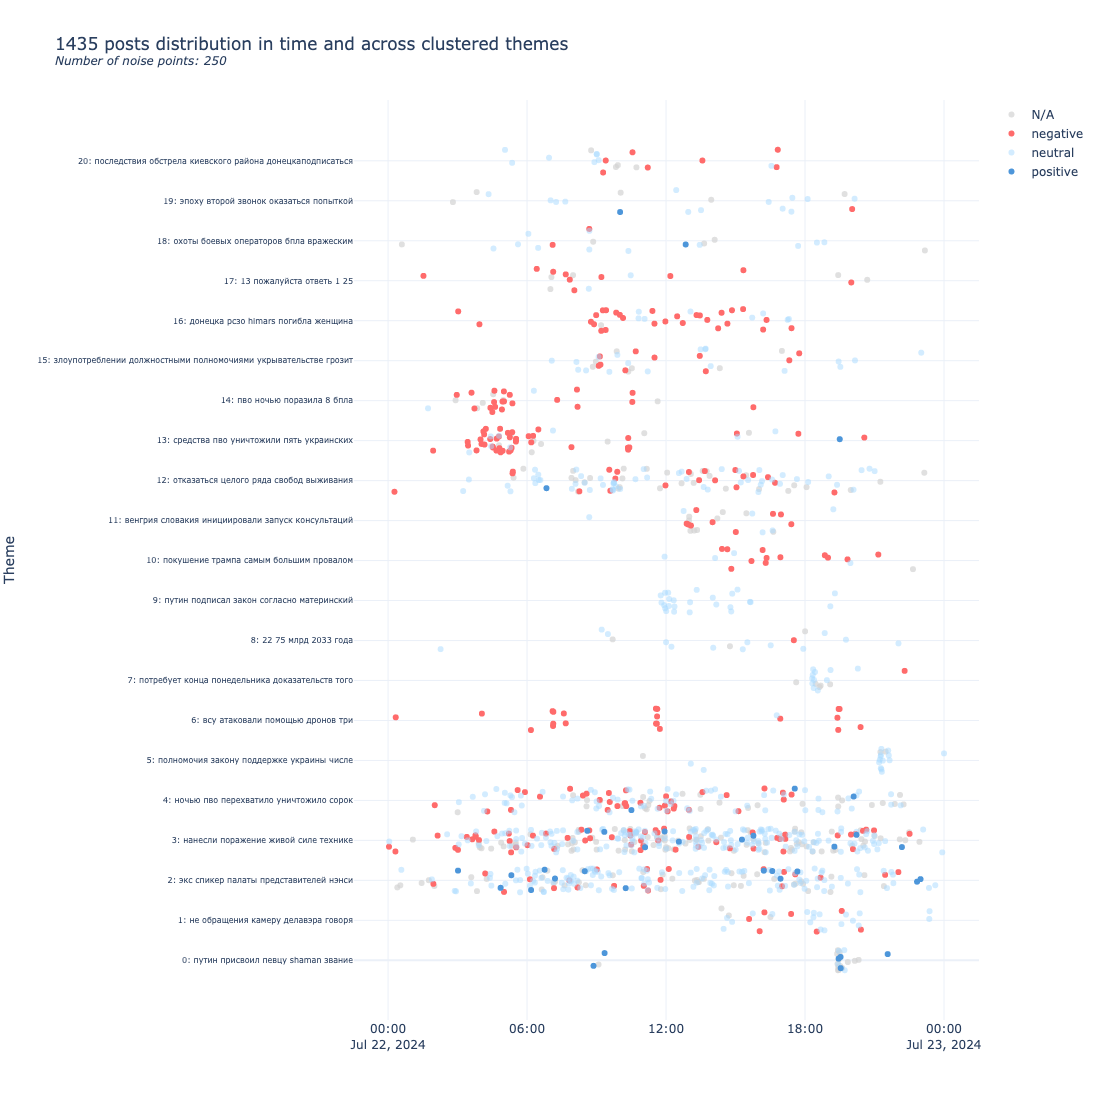 1435 posts distribution in time and across clustered themes
Number of noise points: 250
N/A
negative
neutral
positive
Theme
20: последствия обстрела киевского района донецкаподписаться
19: эпоху второй звонок оказаться попыткой
18: охоты боевых операторов бпла вражеским
17: 13 пожалуйста ответь 1 25
16: донецка рсзо himars погибла женщина
15: злоупотреблении должностными полномочиями укрывательстве грозит
14: пво ночью поразила 8 бпла
13: средства пво уничтожили пять украинских
12: отказаться целого ряда свобод выживания
11: венгрия словакия инициировали запуск консультаций
10: покушение трампа самым большим провалом
9: путин подписал закон согласно материнский
8: 22 75 млрд 2033 года
7: потребует конца понедельника доказательств того
6: всу атаковали помощью дронов три
5: полномочия закону поддержке украины числе
4: ночью пво перехватило уничтожило сорок
3: нанесли поражение живой силе технике
2: экс спикер палаты представителей нэнси
1: не обращения камеру делавэра говоря
0: путин присвоил певцу shaman звание
00:00 06:00 12:00 18:00 00:00
Jul 22, 2024 Jul 23, 2024